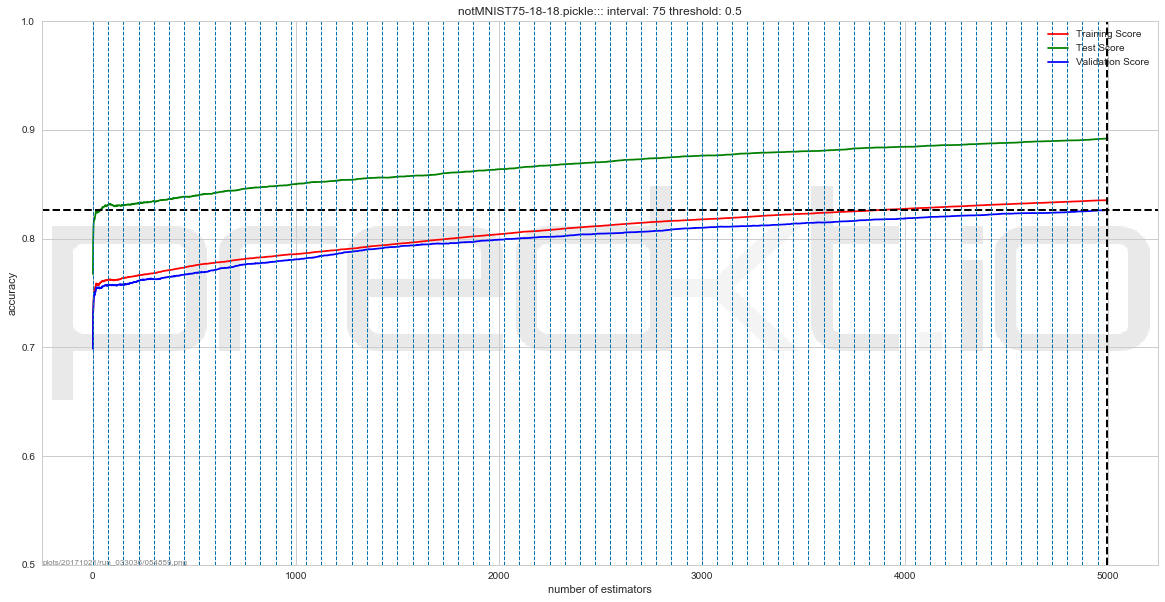 notMNIST75-18-18.pickle::: interval: 75 threshold: 0.5
Training Score
Test Score
Validation Score
1.0
0.9
0.8
0.7
0.6
0.5
accuracy
predikt.io
0
1000
2000
3000
4000
5000
number of estimators